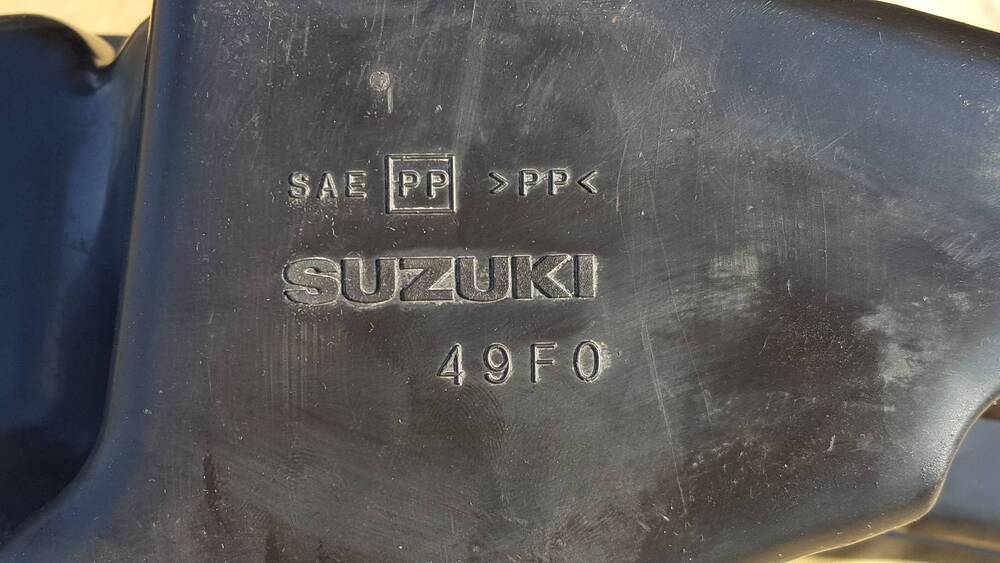 SAE PP >PP<
SUZUKI
49F0